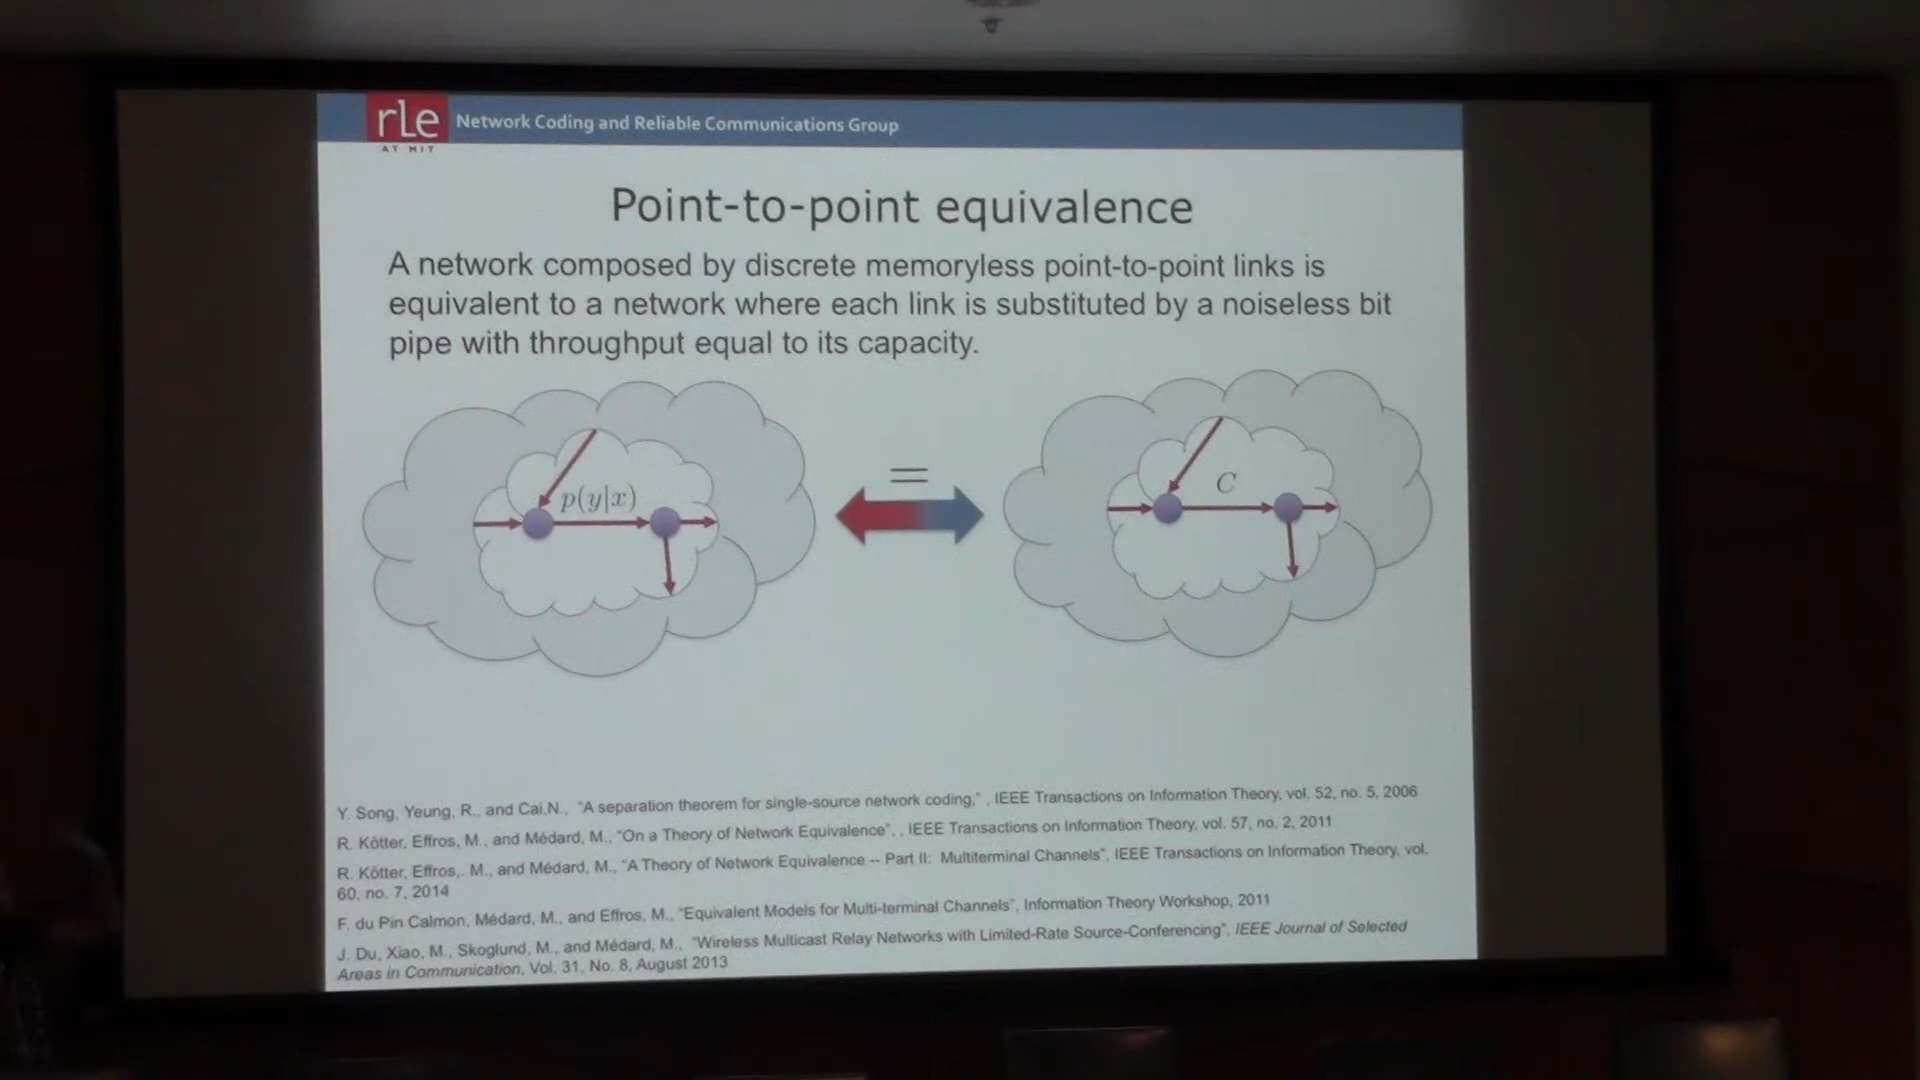 rLe
AT MIT
Network Coding and Reliable Communications Group
Point-to-point equivalence
A network composed by discrete memoryless point-to-point links is
equivalent to a network where each link is substituted by a noiseless bit
pipe with throughput equal to its capacity.
p(y|x)
=
C
Y. Song, Yeung, R., and Cai,N., "A separation theorem for single-source network coding," , IEEE Transactions on Information Theory, vol. 52, no. 5, 2006
R. Kötter, Effros, M., and Médard, M., "On a Theory of Network Equivalence", , IEEE Transactions on Information Theory, vol. 57, no. 2, 2011
R. Kötter, Effros,. M., and Médard, M., "A Theory of Network Equivalence -- Part II: Multiterminal Channels", IEEE Transactions on Information Theory, vol.
60, no. 7, 2014
F. du Pin Calmon, Médard, M., and Effros, M., "Equivalent Models for Multi-terminal Channels", Information Theory Workshop, 2011
J. Du, Xiao, M., Skoglund, M., and Médard, M., "Wireless Multicast Relay Networks with Limited-Rate Source-Conferencing", IEEE Journal of Selected
Areas in Communication, Vol. 31, No. 8, August 2013